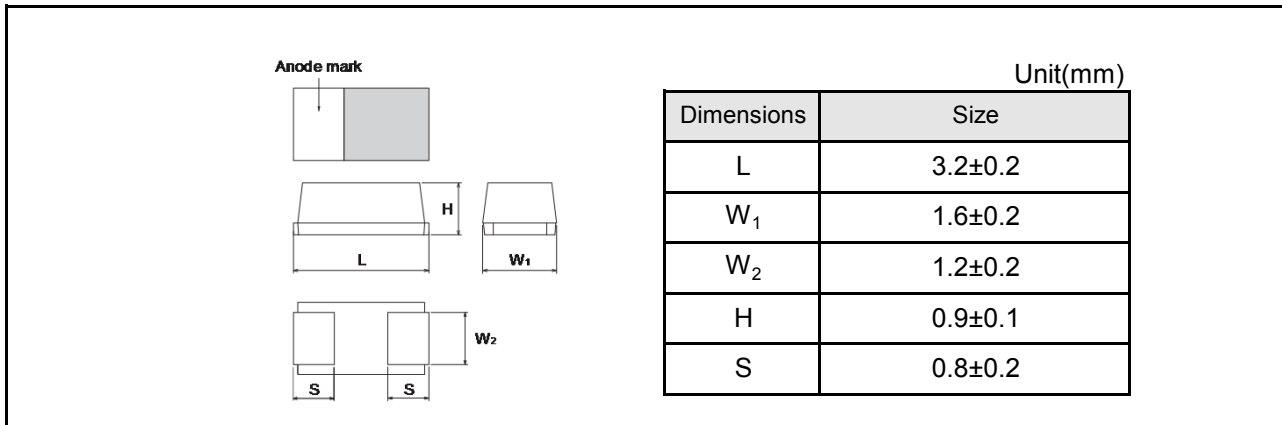 Anode mark
H
L
W₁
W₂
S S
Unit(mm)
Dimensions Size
L 3.2±0.2
W₁ 1.6±0.2
W₂ 1.2±0.2
H 0.9±0.1
S 0.8±0.2